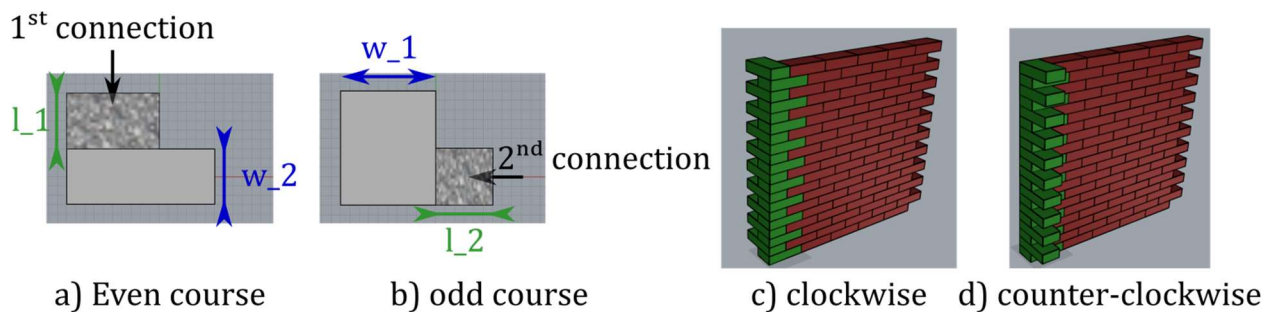 1st connection
w_1
l_1
w_2
2nd connection
l_2
a) Even course
b) odd course
c) clockwise
d) counter-clockwise